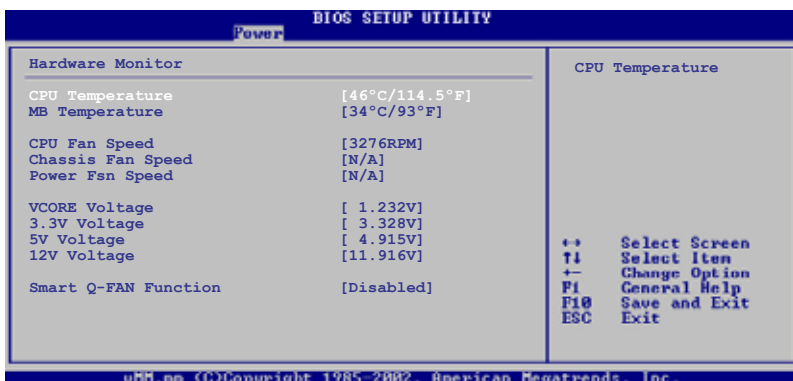 BIOS SETUP UTILITY
Power
Hardware Monitor
CPU Temperature [46°C/114.5°F]
MB Temperature [34°C/93°F]
CPU Fan Speed [3276RPM]
Chassis Fan Speed [N/A]
Power Fsn Speed [N/A]
VCORE Voltage [ 1.232V]
3.3V Voltage [ 3.328V]
5V Voltage [ 4.915V]
12V Voltage [11.916V]
Smart Q-FAN Function [Disabled]
CPU Temperature
↔ Select Screen
↑↓ Select Item
+- Change Option
F1 General Help
F10 Save and Exit
ESC Exit
(C)Copyright 1985-2002, American Megatrends, Inc.